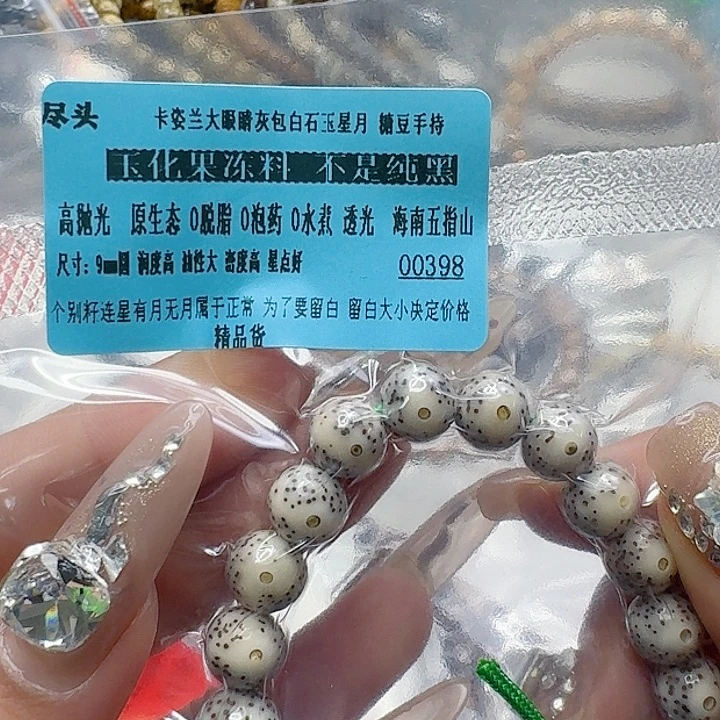 尽头
卡姿兰大眼睛灰包白石玉星月 糖豆手持
玉化果冻料 不是纯黑
高抛光 原生态 0脱脂 0泡药 0水煮 透光 海南五指山
尺寸：9mm圆 润度高 油性大 密度高 星点好
00398
个别籽连星有月无月属于正常 为了要留白 留白大小决定价格
精品货